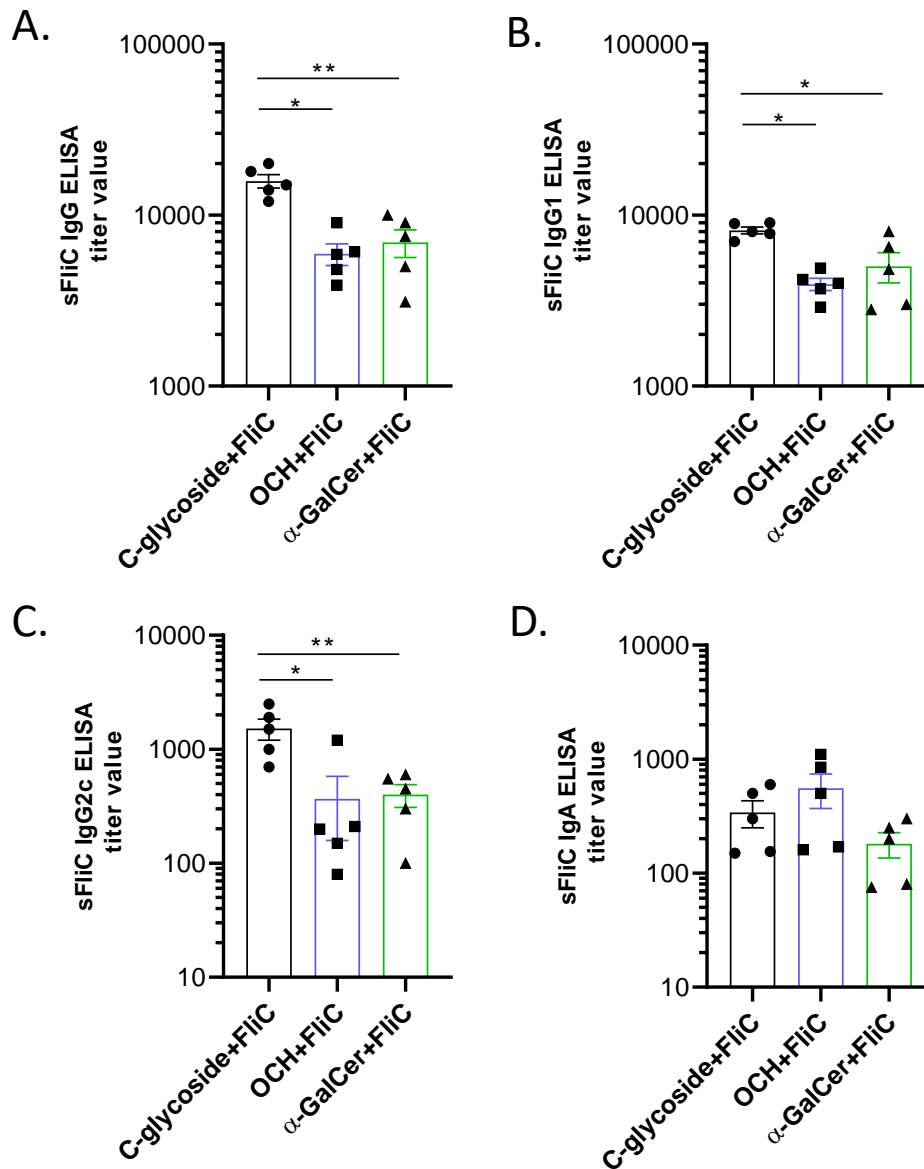 A.
100000
10000
1000
sFliC IgG ELISA
titer value
**
*
C-glycoside+FliC
OCH+FliC
α-GalCer+FliC
B.
100000
10000
1000
sFliC IgG1 ELISA
titer value
*
*
C-glycoside+FliC
OCH+FliC
α-GalCer+FliC
C.
10000
1000
100
10
sFliC IgG2c ELISA
titer value
**
*
C-glycoside+FliC
OCH+FliC
α-GalCer+FliC
D.
10000
1000
100
10
sFliC IgA ELISA
titer value
C-glycoside+FliC
OCH+FliC
α-GalCer+FliC